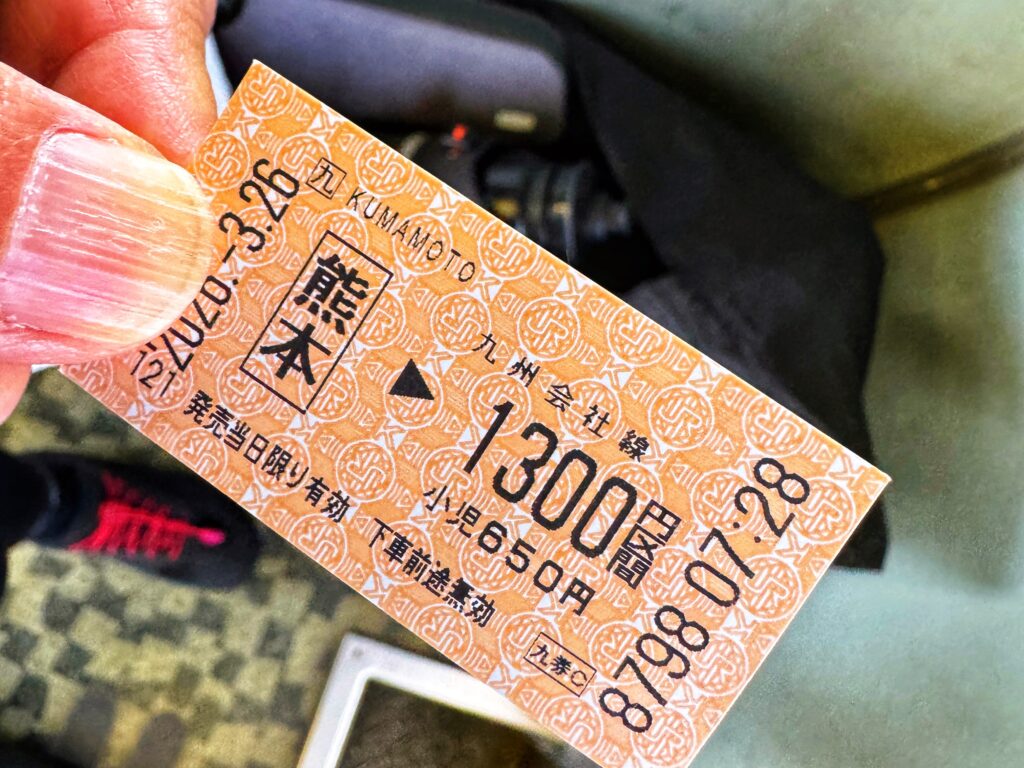 九 KUMAMOTO
熊本
▶
九州会社線
1300円区間
小児650円
発売当日限り有効 下車前途無効
九券C
2020.-3.26
121
8798 07:28